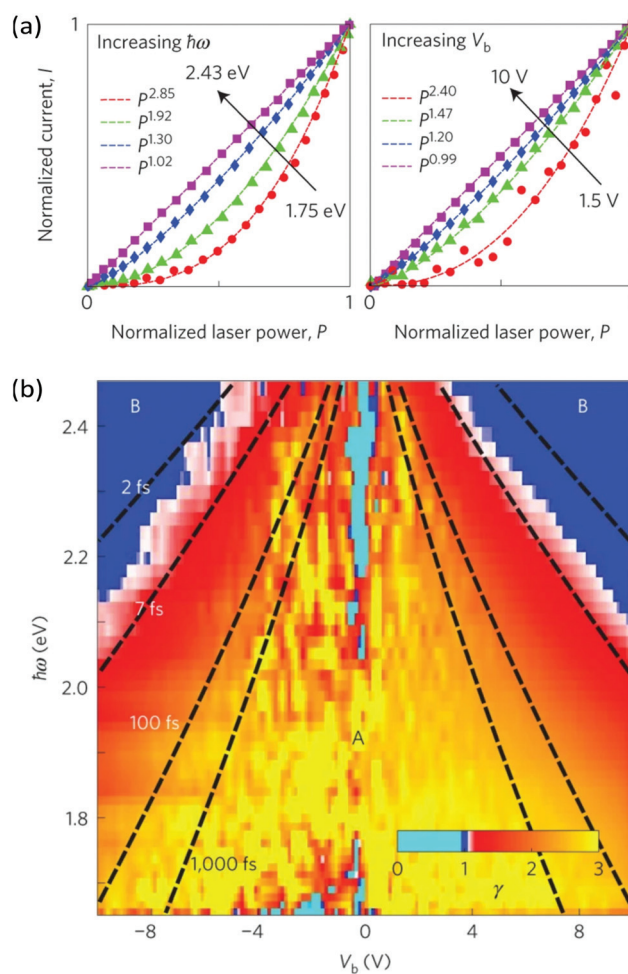 (a)
Increasing ħω
2.43 eV
P^2.85
P^1.92
P^1.30
P^1.02
1.75 eV
Normalized current, I
1
0
1
Normalized laser power, P
Increasing V_b
10 V
P^2.40
P^1.47
P^1.20
P^0.99
1.5 V
0
Normalized laser power, P
(b)
B
B
2 fs
7 fs
100 fs
A
1,000 fs
0 1 2 3
γ
2.4
2.2
2.0
1.8
ħω (eV)
−8 −4 0 4 8
V_b (V)